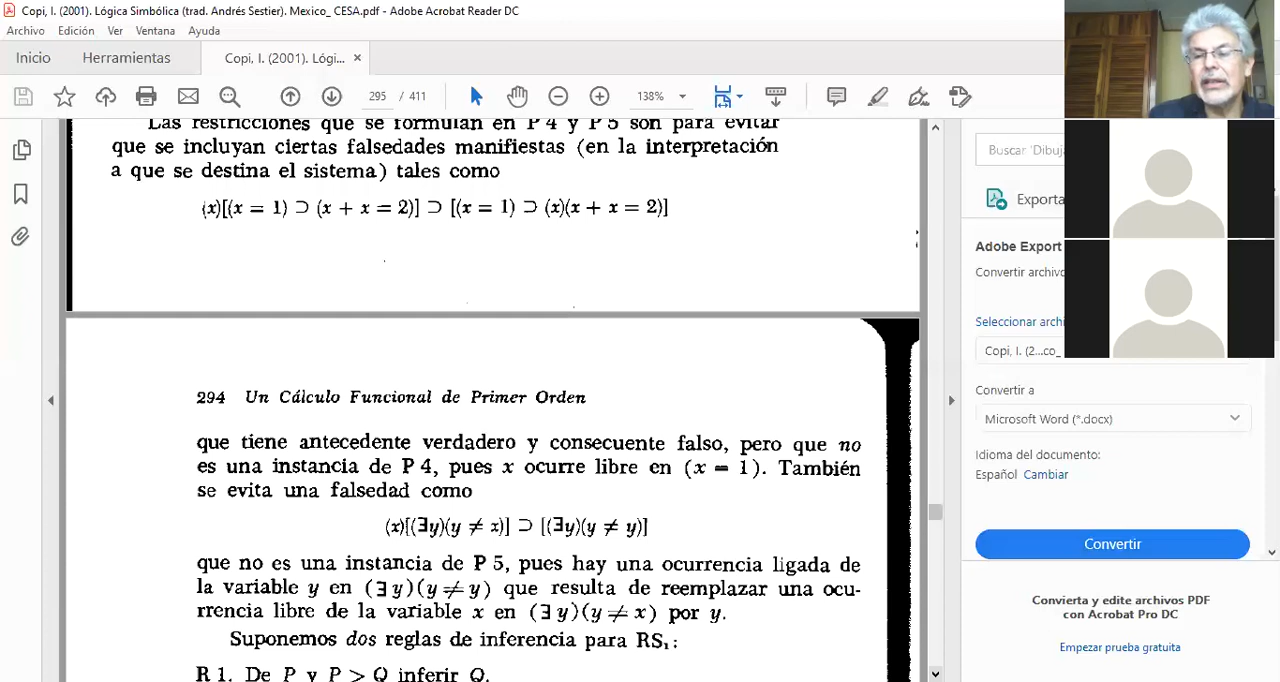 Copi, I. (2001). Lógica Simbólica (trad. Andrés Sestier). Mexico_ CESA.pdf - Adobe Acrobat Reader DC
Archivo Edición Ver Ventana Ayuda
Inicio Herramientas Copi, I. (2001). Lógi... ×
295 / 411 138%
Las restricciones que se formulan en P 4 y P 5 son para evitar
que se incluyan ciertas falsedades manifiestas (en la interpretación
a que se destina el sistema) tales como
(x)[(x = 1) ⊃ (x + x = 2)] ⊃ [(x = 1) ⊃ (x)(x + x = 2)]
294 Un Cálculo Funcional de Primer Orden
que tiene antecedente verdadero y consecuente falso, pero que no
es una instancia de P 4, pues x ocurre libre en (x = 1). También
se evita una falsedad como
(x)[(∃y)(y ≠ x)] ⊃ [(∃y)(y ≠ y)]
que no es una instancia de P 5, pues hay una ocurrencia ligada de
la variable y en (∃ y)(y ≠ y) que resulta de reemplazar una ocu-
rrencia libre de la variable x en (∃ y)(y ≠ x) por y.
Suponemos dos reglas de inferencia para RS₁:
R 1. De P y P > Q inferir Q.
Buscar 'Dibuj
Exporta
Adobe Export
Convertir archiv
Seleccionar archi
Copi, I. (2...co_
Convertir a
Microsoft Word (*.docx)
Idioma del documento:
Español Cambiar
Convertir
Convierta y edite archivos PDF
con Acrobat Pro DC
Empezar prueba gratuita